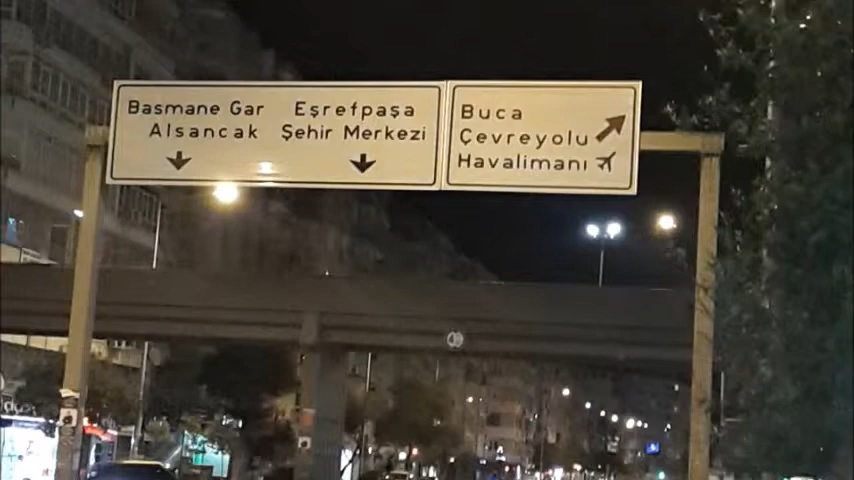 Basmane Gar
Alsancak
Eşrefpaşa
Şehir Merkezi
Buca
Çevreyolu
Havalimanı